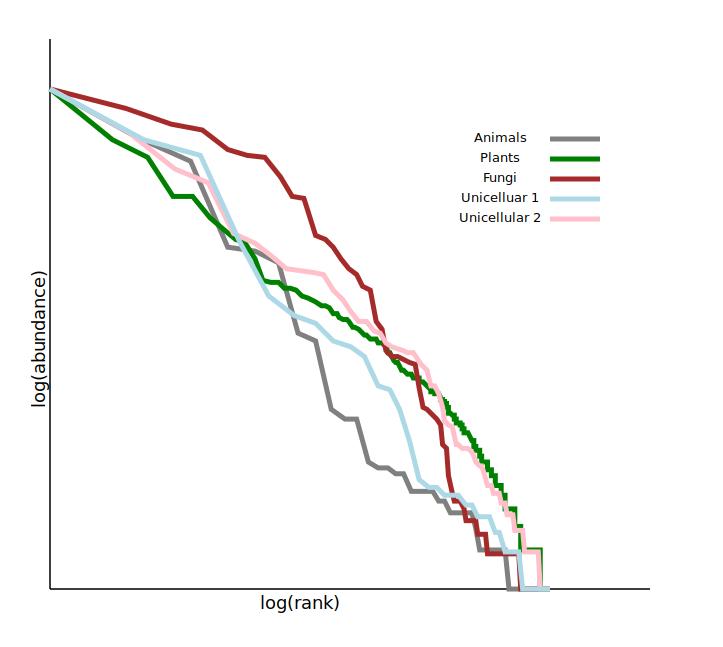 Animals
Plants
Fungi
Unicelluar 1
Unicellular 2
log(abundance)
log(rank)